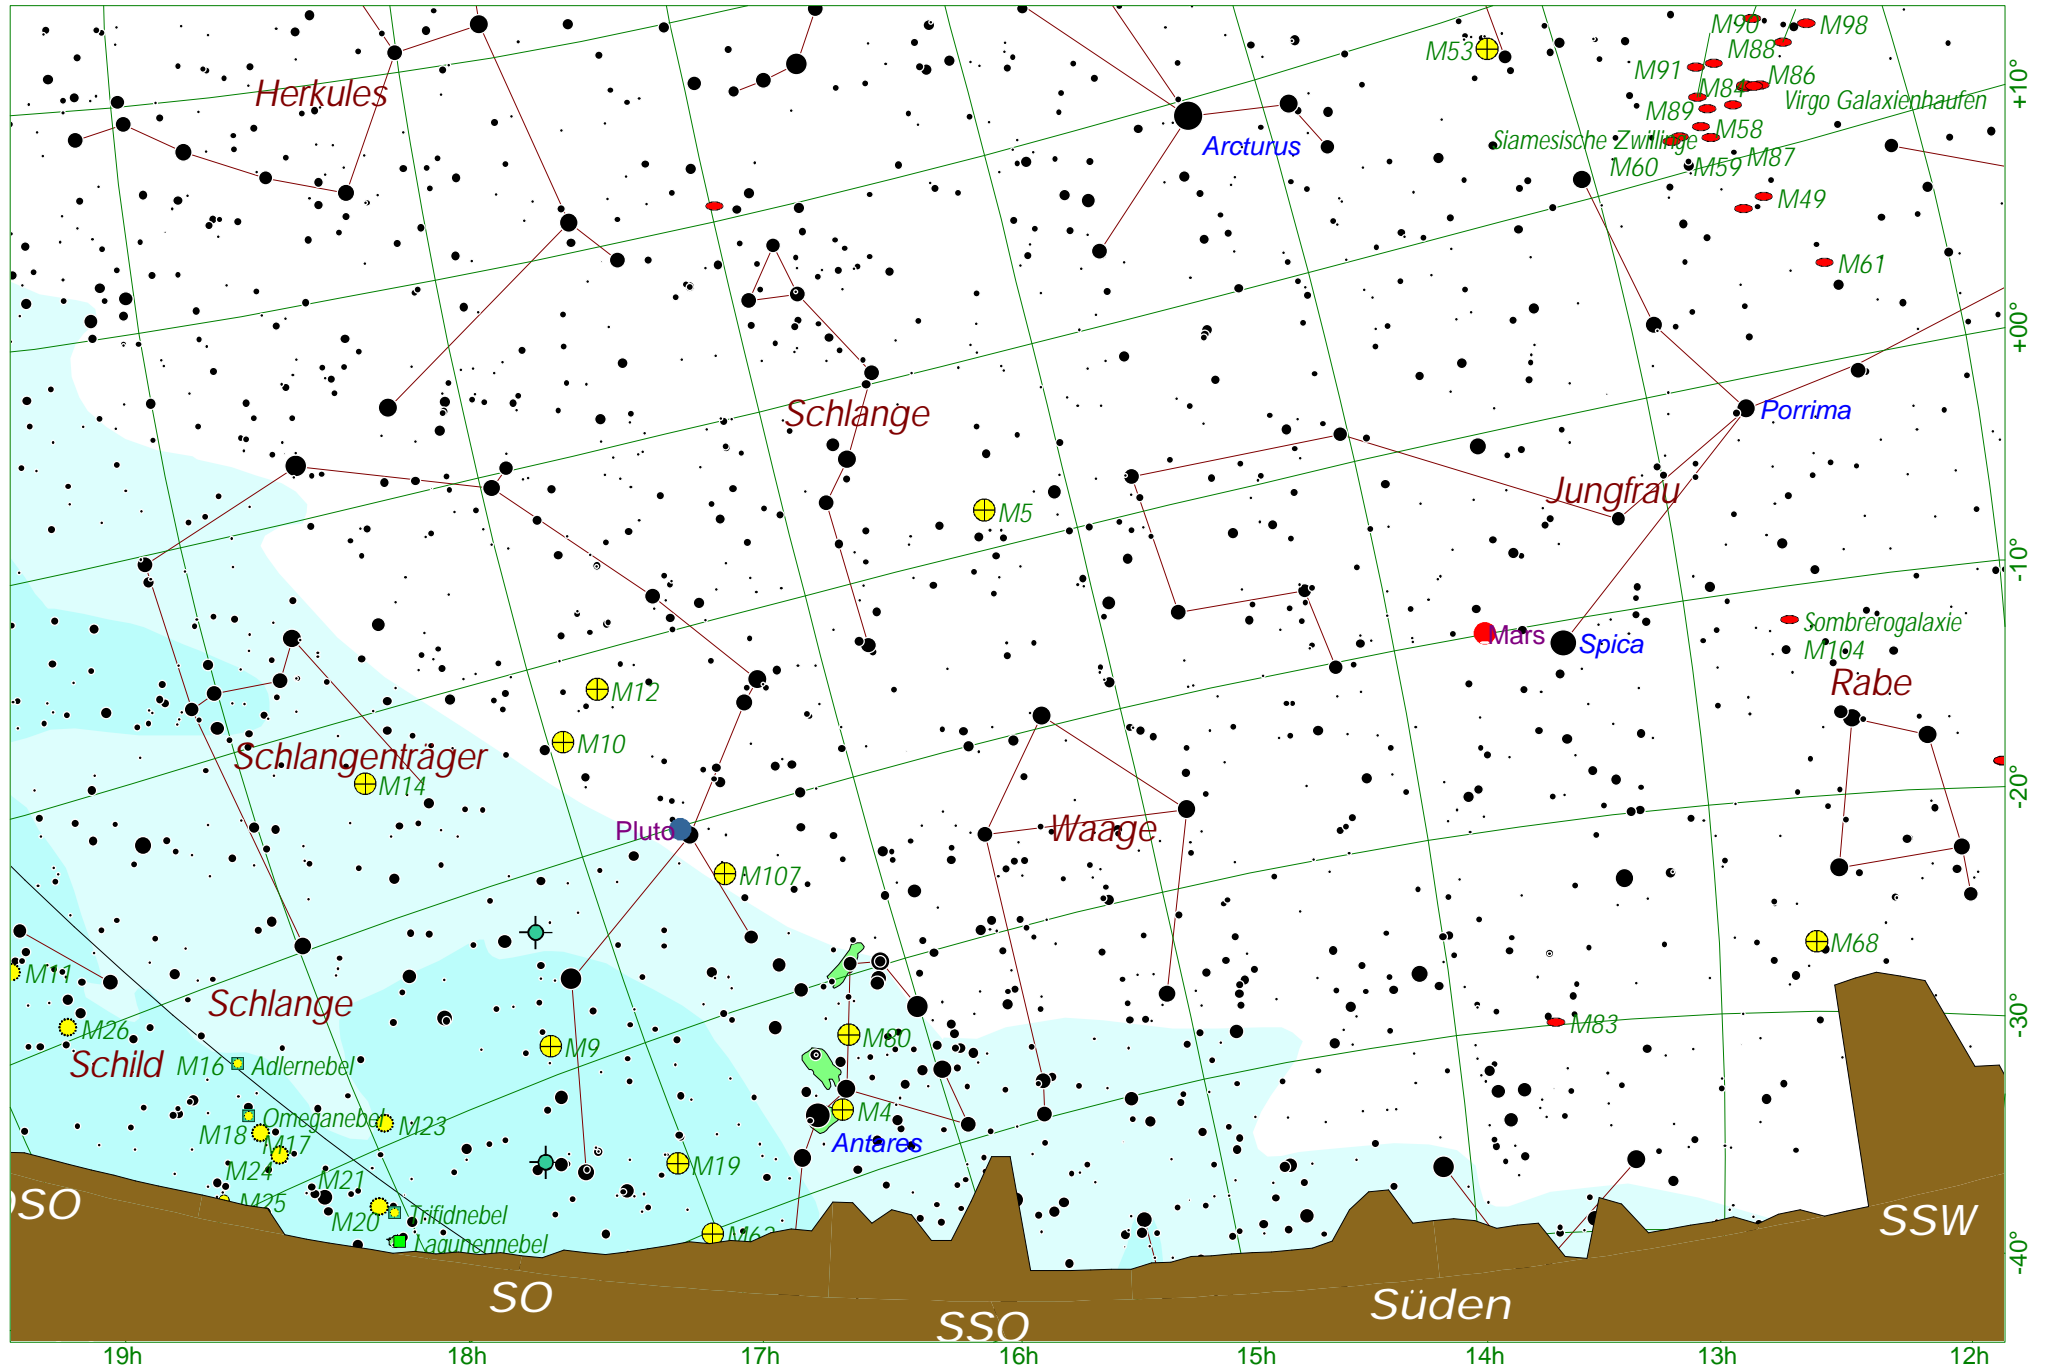 M90
M98
M53
M88
M91
M86
Herkules
M84
Virgo Galaxienhaufen
M89
M58
Arcturus
Siamesische Zwillinge
M87
M60
M59
M49
M61
Schlange
Porrima
Jungfrau
M5
Mars
Spica
Sombrerogalaxie
M104
Rabe
M12
M10
Schlangenträger
M14
Pluto
Waage
M107
M68
M11
Schlange
M83
M26
M80
M9
Schild
M16
Adlernebel
Omeganebel
M4
M23
M18
M17
Antares
M24
M19
M21
M25
M20
Trifidnebel
Lagunennebel
SSW
SO
Süden
SSO
+10°
+00°
-10°
-20°
-30°
-40°
19h
18h
17h
16h
15h
14h
13h
12h